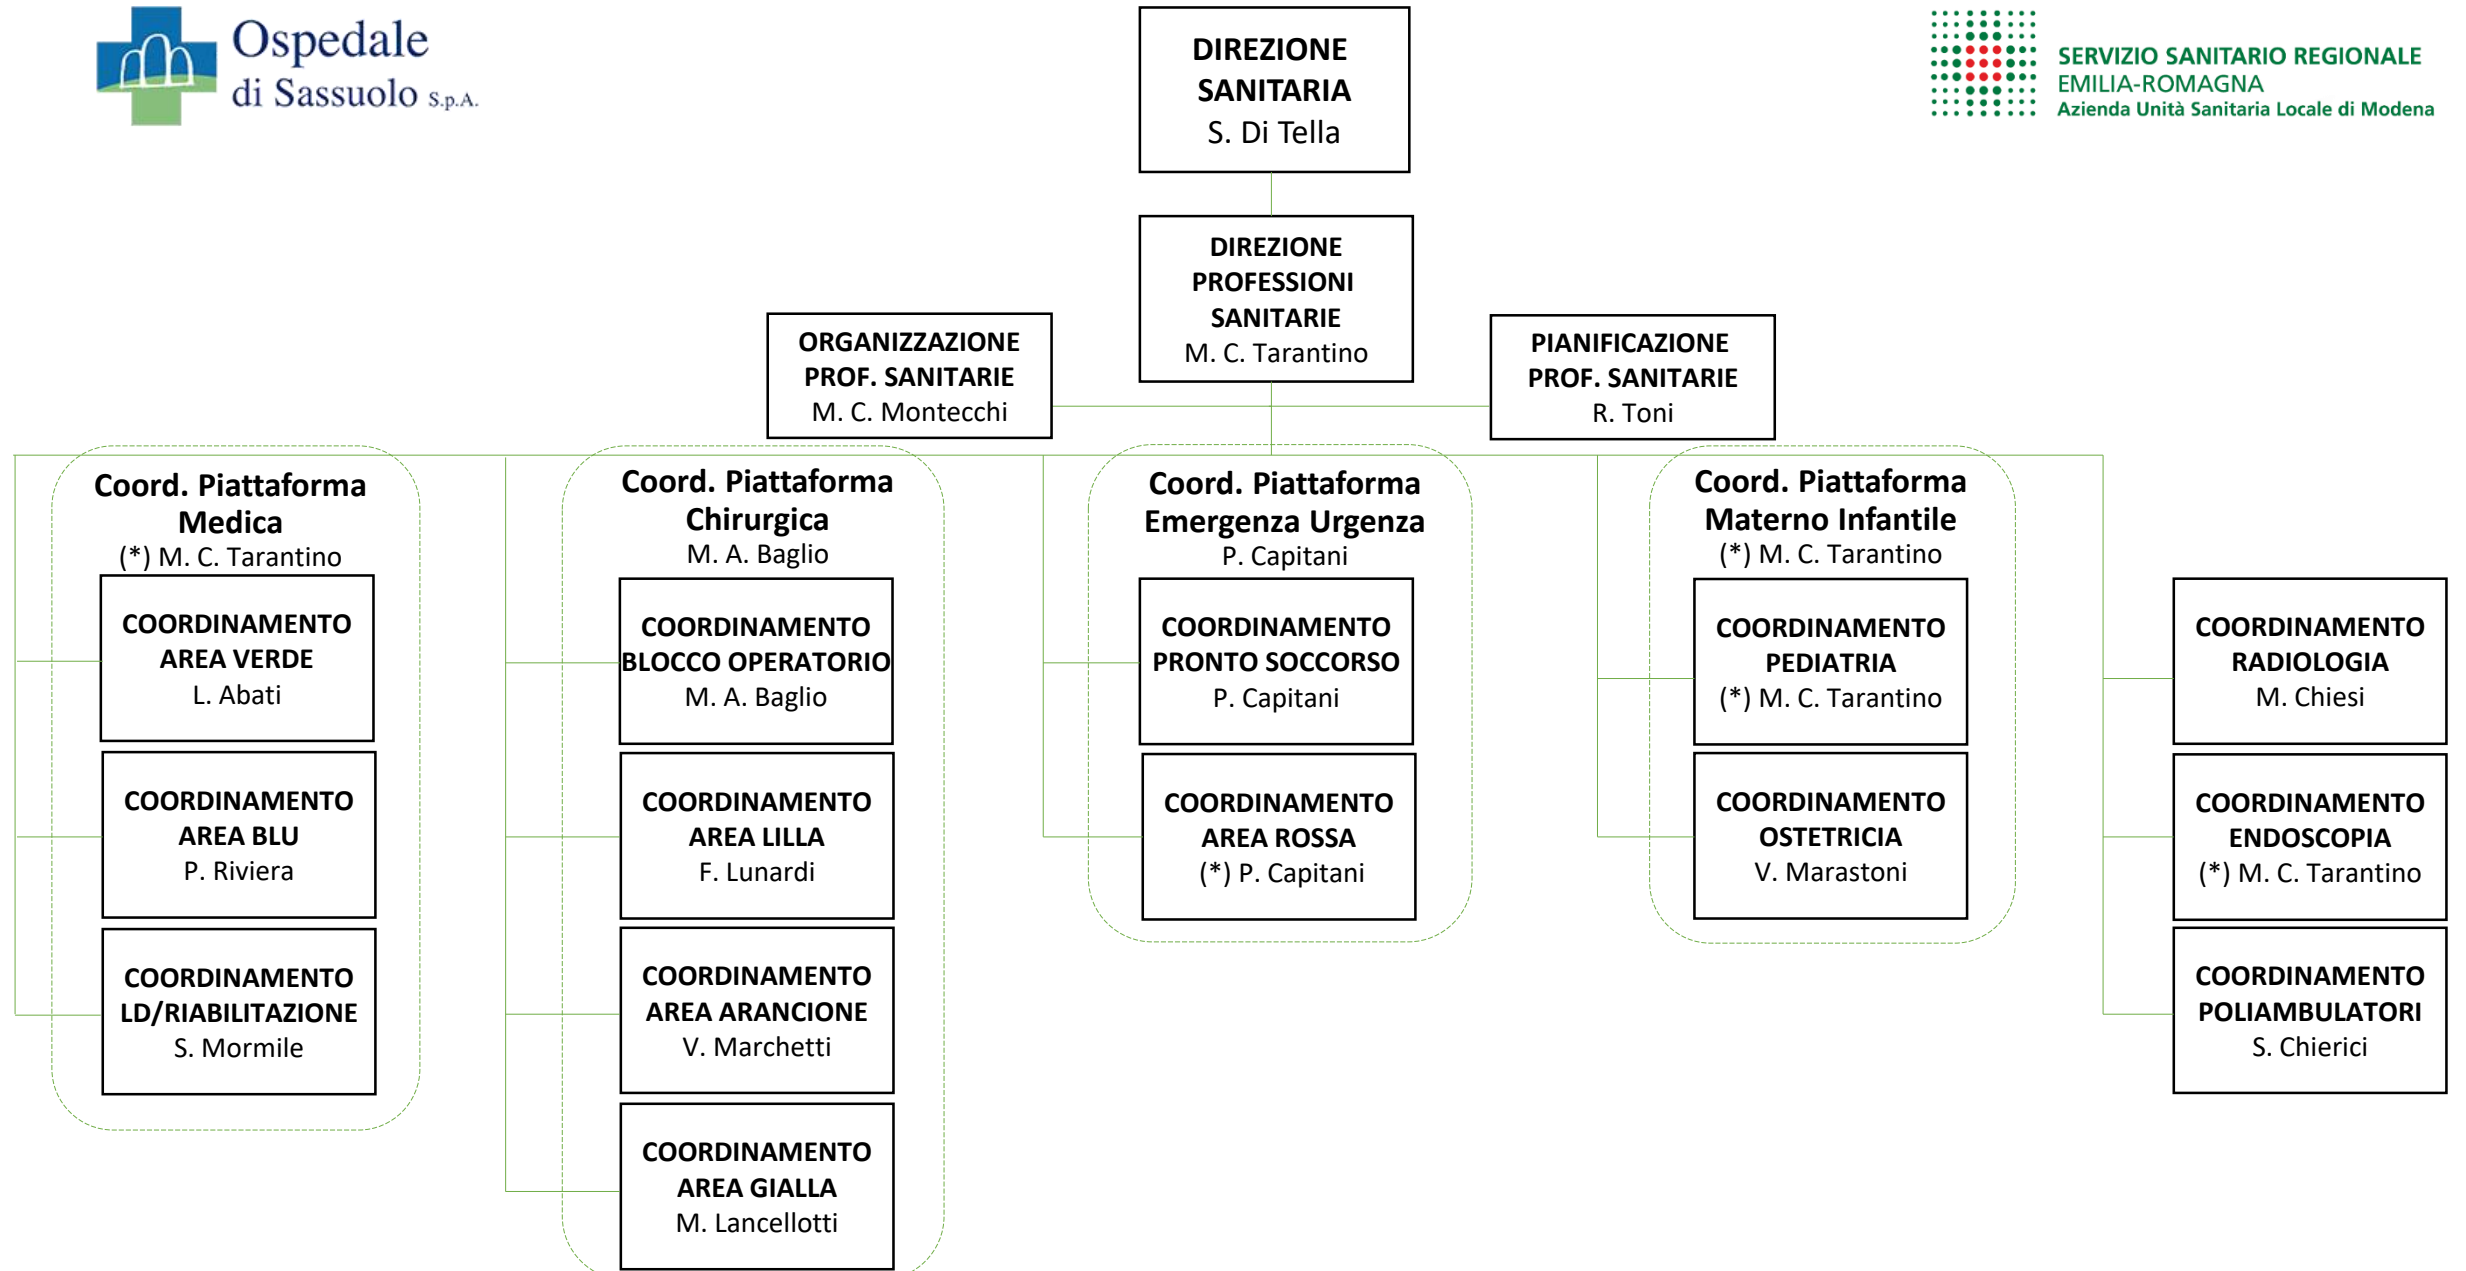 Ospedale
di Sassuolo S.p.A.
DIREZIONE
SANITARIA
S. Di Tella
SERVIZIO SANITARIO REGIONALE
EMILIA-ROMAGNA
Azienda Unità Sanitaria Locale di Modena
DIREZIONE
PROFESSIONI
SANITARIE
M. C. Tarantino
ORGANIZZAZIONE
PROF. SANITARIE
M. C. Montecchi
PIANIFICAZIONE
PROF. SANITARIE
R. Toni
Coord. Piattaforma
Medica
(*) M. C. Tarantino
COORDINAMENTO
AREA VERDE
L. Abati
COORDINAMENTO
AREA BLU
P. Riviera
COORDINAMENTO
LD/RIABILITAZIONE
S. Mormile
Coord. Piattaforma
Chirurgica
M. A. Baglio
COORDINAMENTO
BLOCCO OPERATORIO
M. A. Baglio
COORDINAMENTO
AREA LILLA
F. Lunardi
COORDINAMENTO
AREA ARANCIONE
V. Marchetti
COORDINAMENTO
AREA GIALLA
M. Lancellotti
Coord. Piattaforma
Emergenza Urgenza
P. Capitani
COORDINAMENTO
PRONTO SOCCORSO
P. Capitani
COORDINAMENTO
AREA ROSSA
(*) P. Capitani
Coord. Piattaforma
Materno Infantile
(*) M. C. Tarantino
COORDINAMENTO
PEDIATRIA
(*) M. C. Tarantino
COORDINAMENTO
OSTETRICIA
V. Marastoni
COORDINAMENTO
RADIOLOGIA
M. Chiesi
COORDINAMENTO
ENDOSCOPIA
(*) M. C. Tarantino
COORDINAMENTO
POLIAMBULATORI
S. Chierici